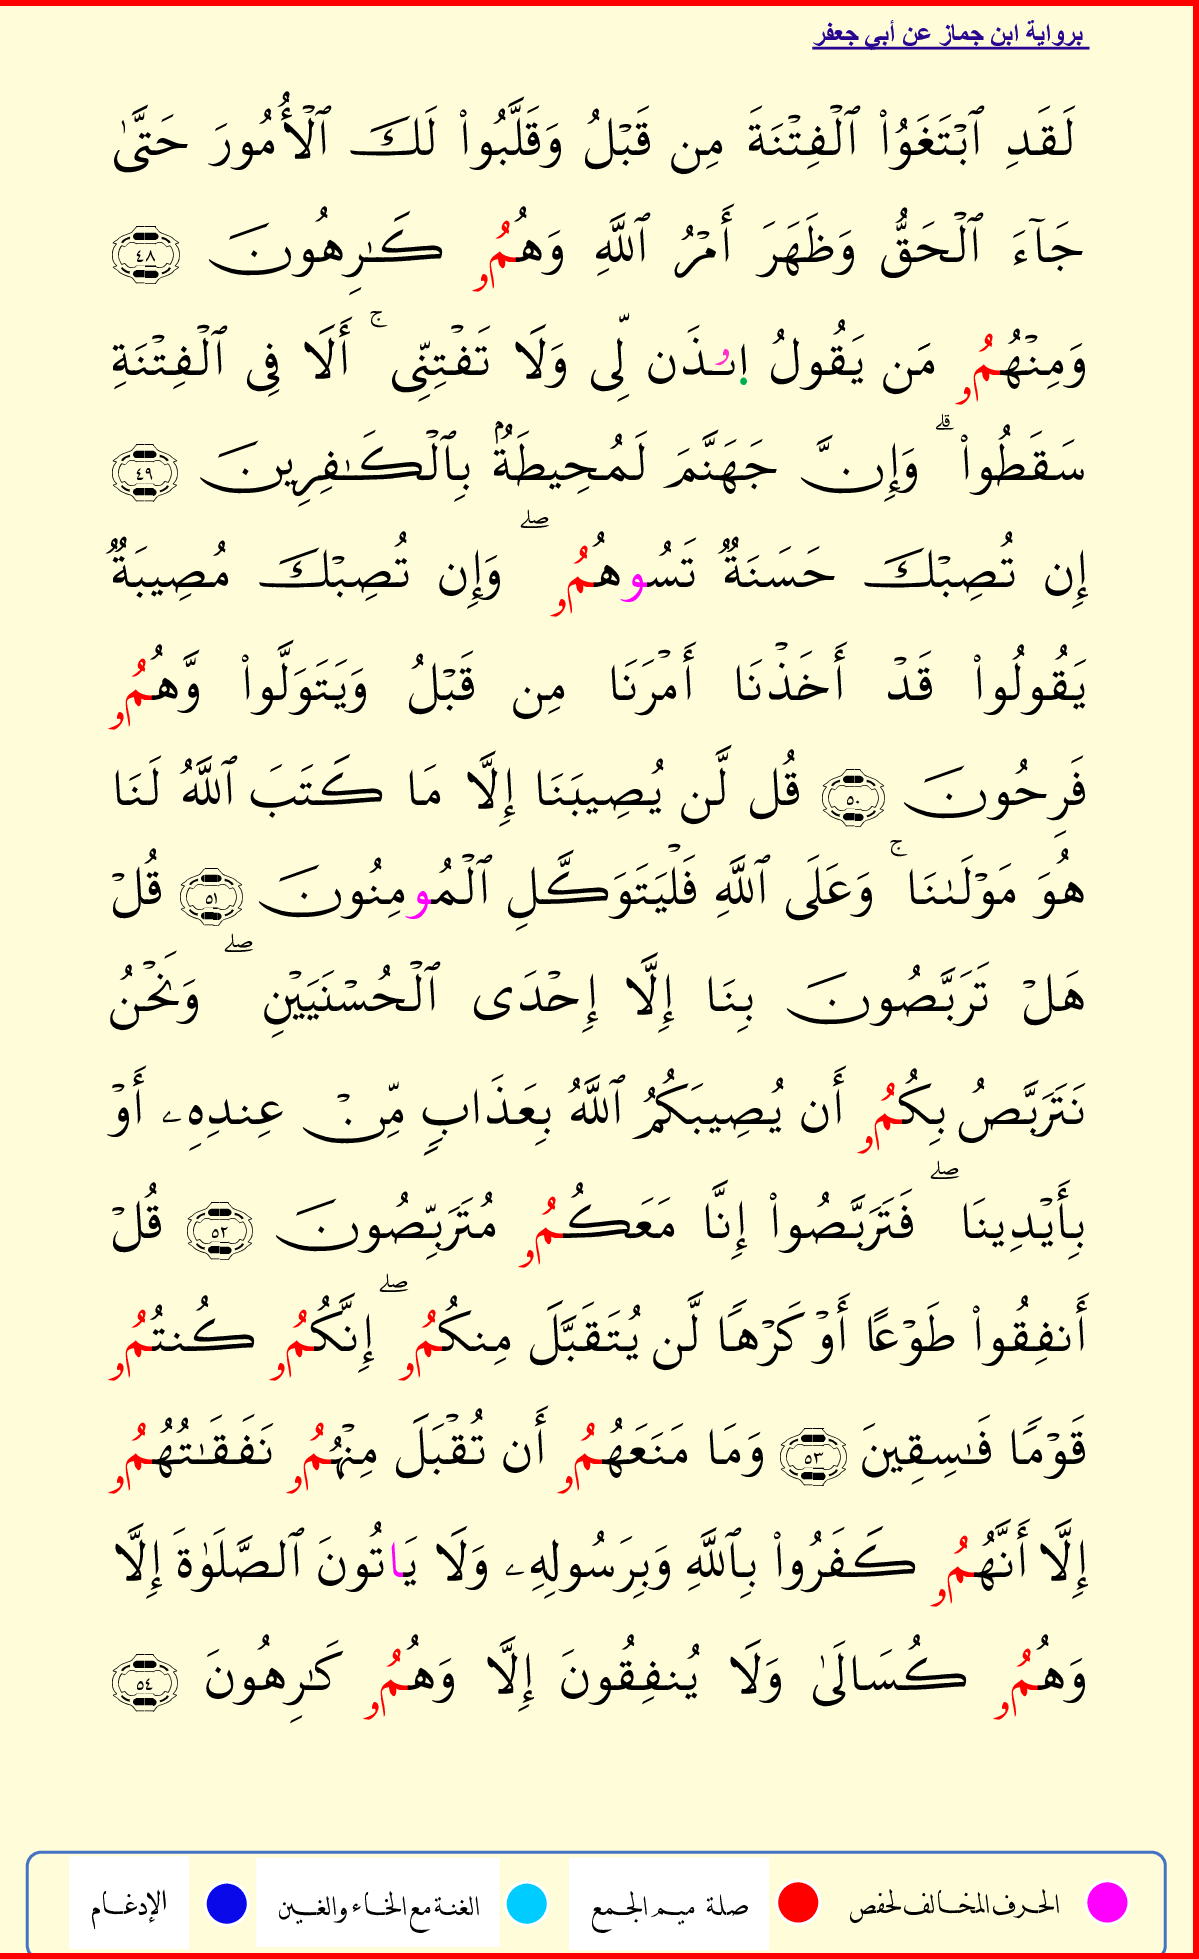 برواية ابن جماز عن أبي جعفر
لَقَدِ ٱبۡتَغَوُاْ ٱلۡفِتۡنَةَ مِن قَبۡلُ وَقَلَّبُواْ لَكَ ٱلۡأُمُورَ حَتَّىٰ
جَآءَ ٱلۡحَقُّ وَظَهَرَ أَمۡرُ ٱللَّهِ وَهُمُۥ كَٰرِهُونَ ٤٨
وَمِنۡهُمُۥ مَن يَقُولُ اِيذَن لِّى وَلَا تَفۡتِنِّى ۚ أَلَا فِى ٱلۡفِتۡنَةِ
سَقَطُواْ ۗ وَإِنَّ جَهَنَّمَ لَمُحِيطَةُۢ بِٱلۡكَٰفِرِينَ ٤٩
إِن تُصِبۡكَ حَسَنَةٌ تَسُوهُمُۥ ۖ وَإِن تُصِبۡكَ مُصِيبَةٌ
يَقُولُواْ قَدۡ أَخَذۡنَا أَمۡرَنَا مِن قَبۡلُ وَيَتَوَلَّواْ وَّهُمُۥ
فَرِحُونَ ٥٠ قُل لَّن يُصِيبَنَا إِلَّا مَا كَتَبَ ٱللَّهُ لَنَا
هُوَ مَوۡلَىٰنَا ۚ وَعَلَى ٱللَّهِ فَلۡيَتَوَكَّلِ ٱلۡمُومِنُونَ ٥١ قُلۡ
هَلۡ تَرَبَّصُونَ بِنَا إِلَّا إِحۡدَى ٱلۡحُسۡنَيَيۡنِ ۖ وَنَحۡنُ
نَتَرَبَّصُ بِكُمُۥ أَن يُصِيبَكُمُ ٱللَّهُ بِعَذَابٍ مِّنۡ عِندِهِۦ أَوۡ
بِأَيۡدِينَا ۖ فَتَرَبَّصُواْ إِنَّا مَعَكُمُۥ مُتَرَبِّصُونَ ٥٢ قُلۡ
أَنفِقُواْ طَوۡعًا أَوۡ كَرۡهًا لَّن يُتَقَبَّلَ مِنكُمُۥ ۖ إِنَّكُمُۥ كُنتُمُۥ
قَوۡمًا فَٰسِقِينَ ٥٣ وَمَا مَنَعَهُمُۥ أَن تُقۡبَلَ مِنۡهُمُۥ نَفَقَٰتُهُمُۥ
إِلَّا أَنَّهُمُۥ كَفَرُواْ بِٱللَّهِ وَبِرَسُولِهِۦ وَلَا يَاتُونَ ٱلصَّلَوٰةَ إِلَّا
وَهُمُۥ كُسَالَىٰ وَلَا يُنفِقُونَ إِلَّا وَهُمُۥ كَٰرِهُونَ ٥٤
الحرف المخالف لحفص صلة ميم الجمع الغنة مع الخاء والغين الإدغام